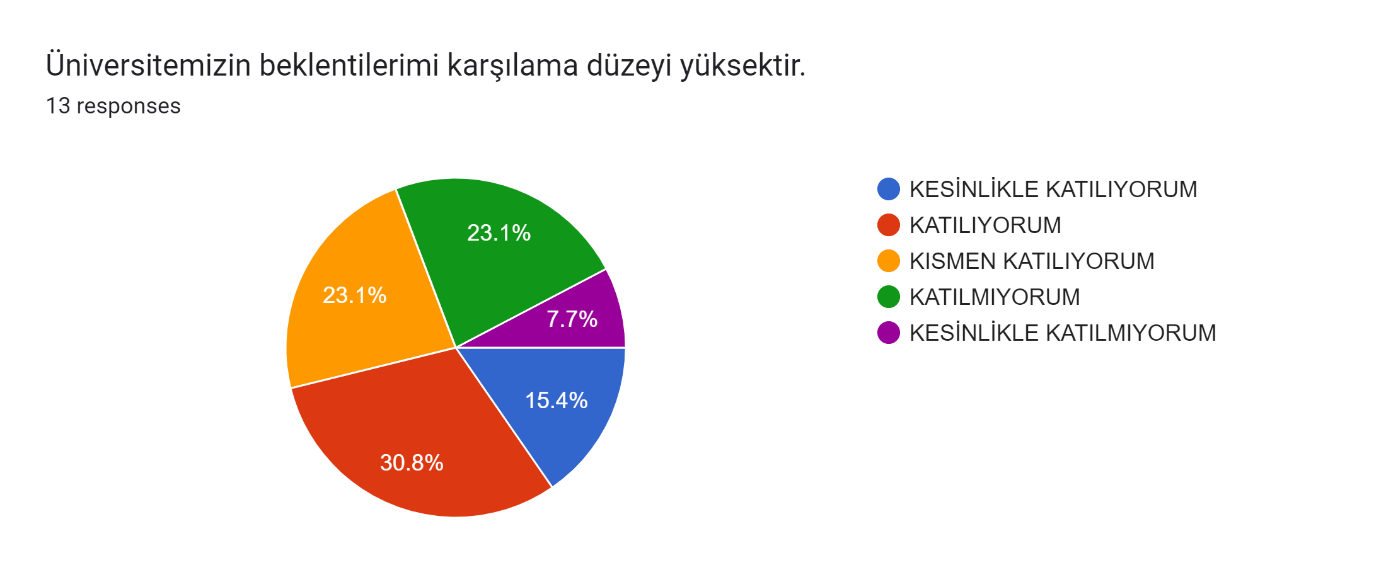 Üniversitemizin beklentilerimi karşılama düzeyi yüksektir.
13 responses
23.1%
23.1%
7.7%
15.4%
30.8%
KESİNLİKLE KATILIYORUM
KATILIYORUM
KISMEN KATILIYORUM
KATILMIYORUM
KESİNLİKLE KATILMIYORUM